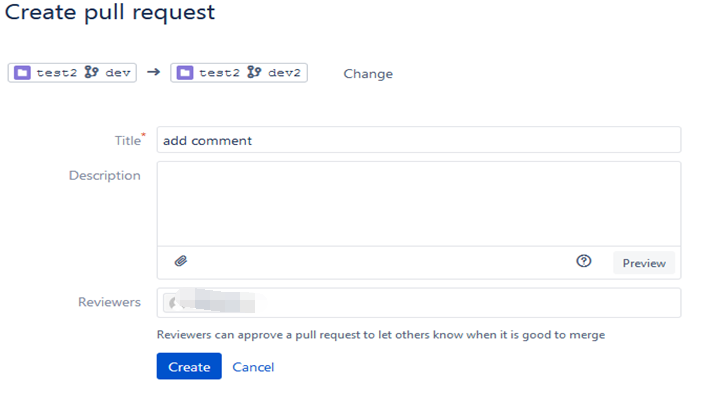 Create pull request
test2 dev → test2 dev2 Change
Title* add comment
Description
Preview
Reviewers
Reviewers can approve a pull request to let others know when it is good to merge
Create Cancel